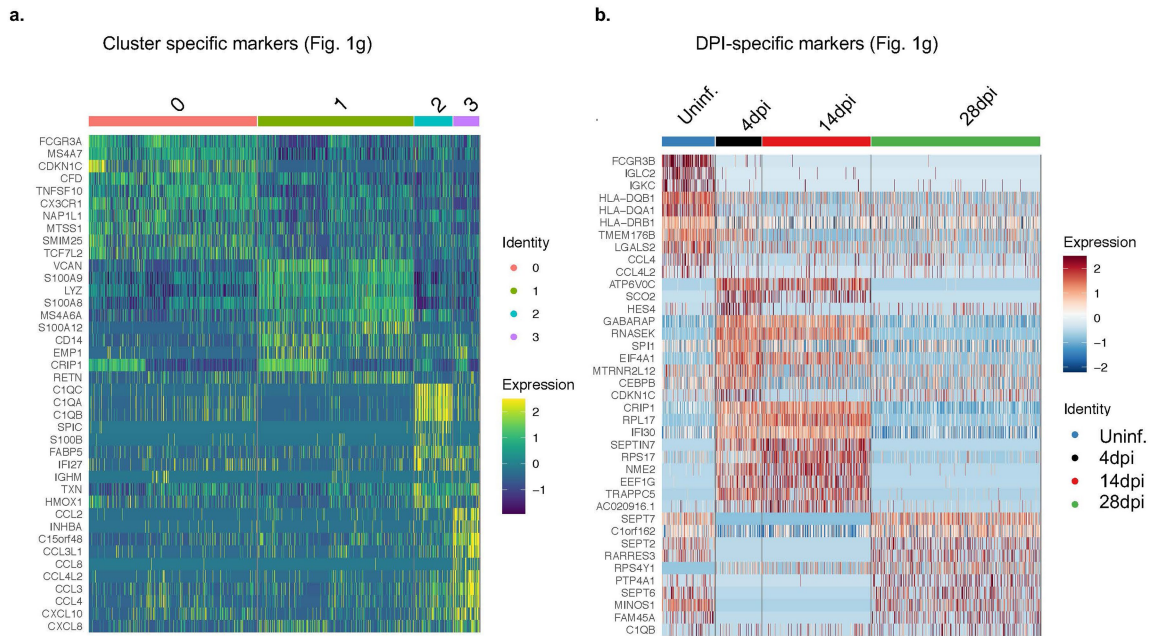 a.
Cluster specific markers (Fig. 1g)
0
1
2
3
FCGR3A
MS4A7
CDKN1C
CFD
TNFSF10
CX3CR1
NAP1L1
MTSS1
SMIM25
TCF7L2
VCAN
S100A9
LYZ
S100A8
MS4A6A
S100A12
CD14
EMP1
CRIP1
RETN
C1QC
C1QA
C1QB
SPIC
S100B
FABP5
IFI27
IGHM
TXN
HMOX1
CCL2
INHBA
C15orf48
CCL3L1
CCL8
CCL4L2
CCL3
CCL4
CXCL10
CXCL8
Identity
0
1
2
3
Expression
2
1
0
−1
b.
DPI-specific markers (Fig. 1g)
Uninf.
4dpi
14dpi
28dpi
FCGR3B
IGLC2
IGKC
HLA−DQB1
HLA−DQA1
HLA−DRB1
TMEM176B
LGALS2
CCL4
CCL4L2
ATP6V0C
SCO2
HES4
GABARAP
RNASEK
SPI1
EIF4A1
MTRNR2L12
CEBPB
CDKN1C
CRIP1
RPL17
IFI30
SEPTIN7
RPS17
NME2
EEF1G
TRAPPC5
AC020916.1
SEPT7
C1orf162
SEPT2
RARRES3
RPS4Y1
PTP4A1
SEPT6
MINOS1
FAM45A
C1QB
Expression
2
1
0
−1
−2
Identity
Uninf.
4dpi
14dpi
28dpi